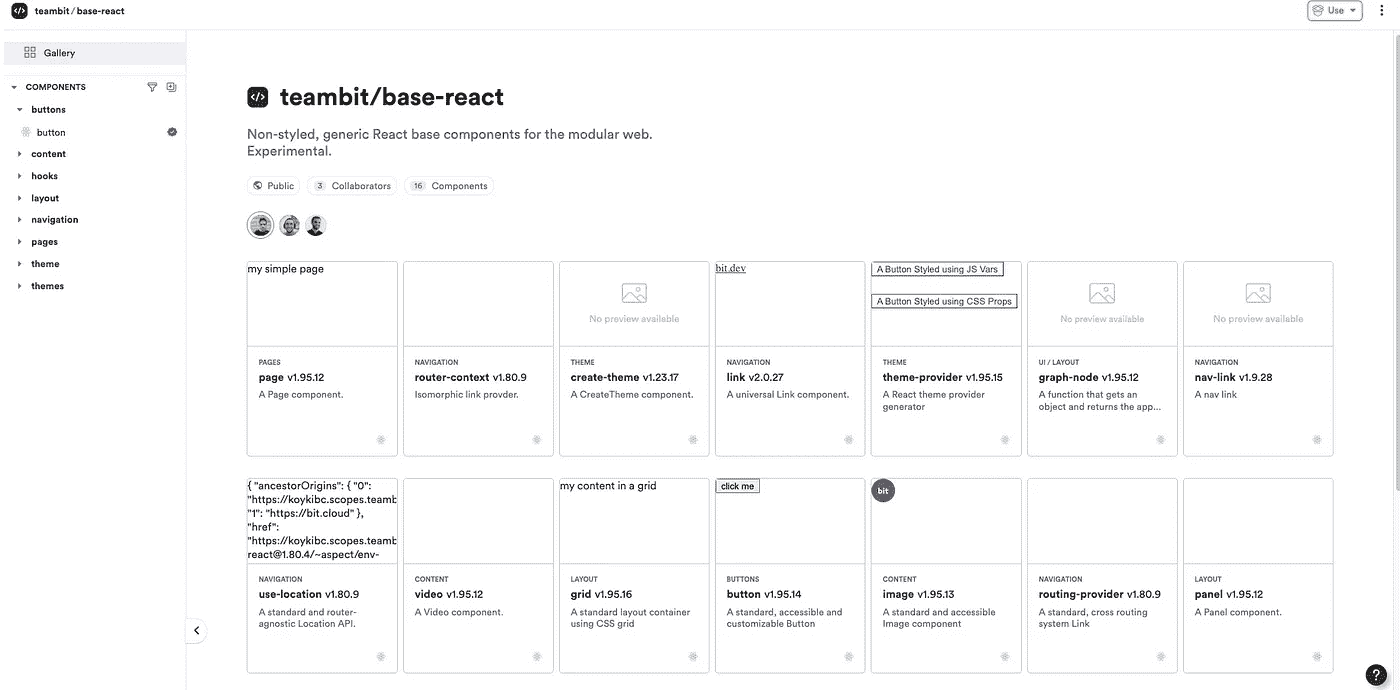 teambit/base-react
Use
Gallery
COMPONENTS
buttons
button
content
hooks
layout
navigation
pages
theme
themes
teambit/base-react
Non-styled, generic React base components for the modular web.
Experimental.
Public
3 Collaborators
16 Components
my simple page
PAGES
page v1.95.12
A Page component.
NAVIGATION
router-context v1.80.9
Isomorphic link provder.
No preview available
THEME
create-theme v1.23.17
A CreateTheme component.
bit.dev
NAVIGATION
link v2.0.27
A universal Link component.
A Button Styled using JS Vars
A Button Styled using CSS Props
THEME
theme-provider v1.95.15
A React theme provider
generator
No preview available
UI / LAYOUT
graph-node v1.95.12
A function that gets an
object and returns the app...
No preview available
NAVIGATION
nav-link v1.9.28
A nav link
{ "ancestorOrigins": { "0":
"https://koykibc.scopes.teamb
"1": "https://bit.cloud" },
"href":
"https://koykibc.scopes.teamb
react@1.80.4/~aspect/env-
NAVIGATION
use-location v1.80.9
A standard and router-
agnostic Location API.
CONTENT
video v1.95.12
A Video component.
my content in a grid
LAYOUT
grid v1.95.16
A standard layout container
using CSS grid
click me
BUTTONS
button v1.95.14
A standard, accessible and
customizable Button
bit
CONTENT
image v1.95.13
A standard and accessible
Image component
NAVIGATION
routing-provider v1.80.9
A standard, cross routing
system Link
LAYOUT
panel v1.95.12
A Panel component.
?